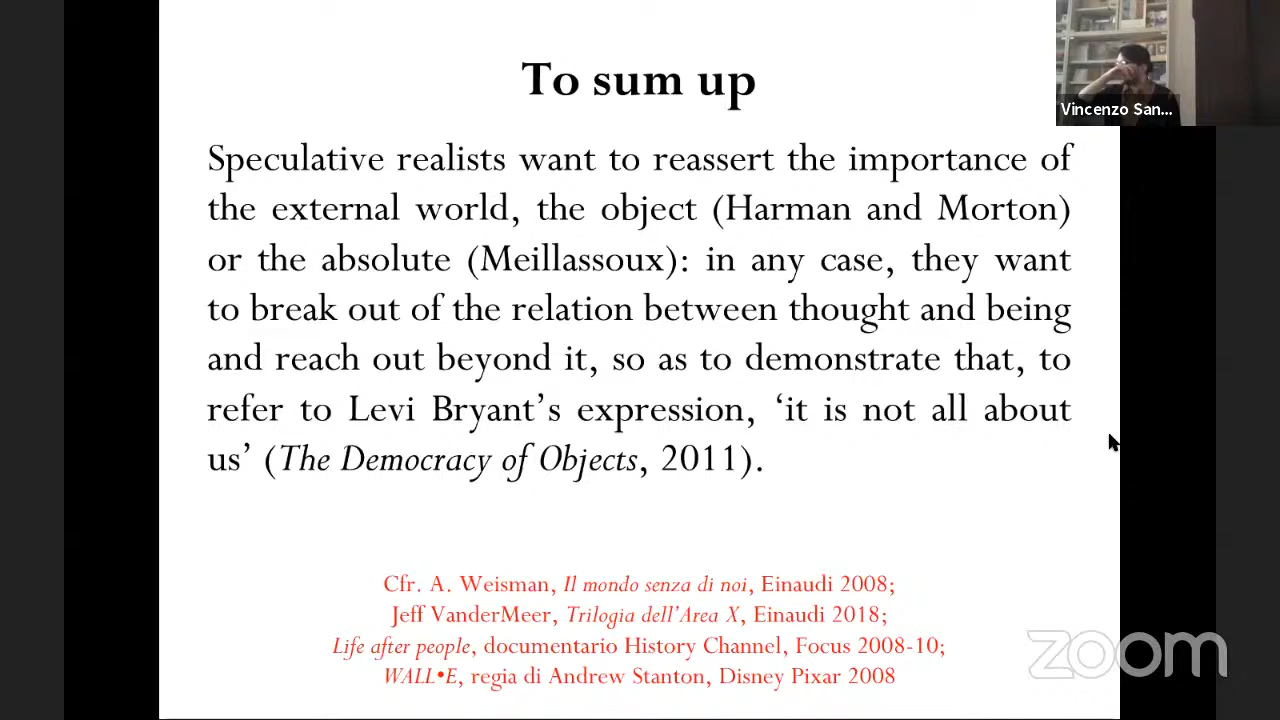 To sum up
Vincenzo San...
Speculative realists want to reassert the importance of
the external world, the object (Harman and Morton)
or the absolute (Meillassoux): in any case, they want
to break out of the relation between thought and being
and reach out beyond it, so as to demonstrate that, to
refer to Levi Bryant’s expression, ‘it is not all about
us’ (The Democracy of Objects, 2011).
Cfr. A. Weisman, Il mondo senza di noi, Einaudi 2008;
Jeff VanderMeer, Trilogia dell’Area X, Einaudi 2018;
Life after people, documentario History Channel, Focus 2008-10;
WALL•E, regia di Andrew Stanton, Disney Pixar 2008
zoom